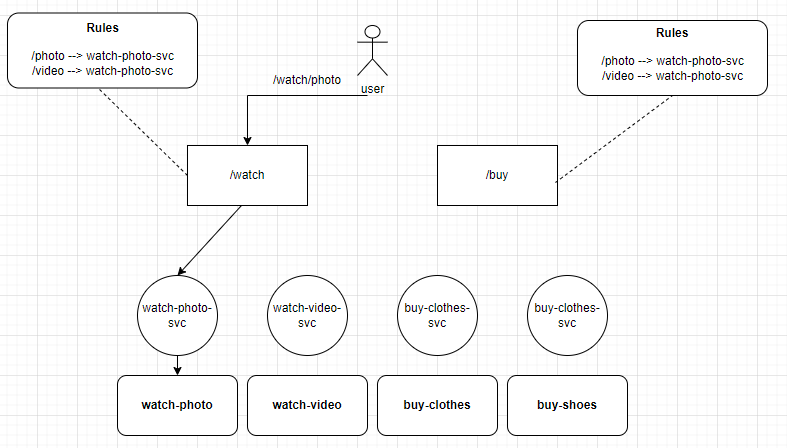 Rules
/photo --> watch-photo-svc
/video --> watch-photo-svc
Rules
/photo --> watch-photo-svc
/video --> watch-photo-svc
/watch/photo
user
/watch
/buy
watch-photo-
svc
watch-video-
svc
buy-clothes-
svc
buy-clothes-
svc
watch-photo
watch-video
buy-clothes
buy-shoes